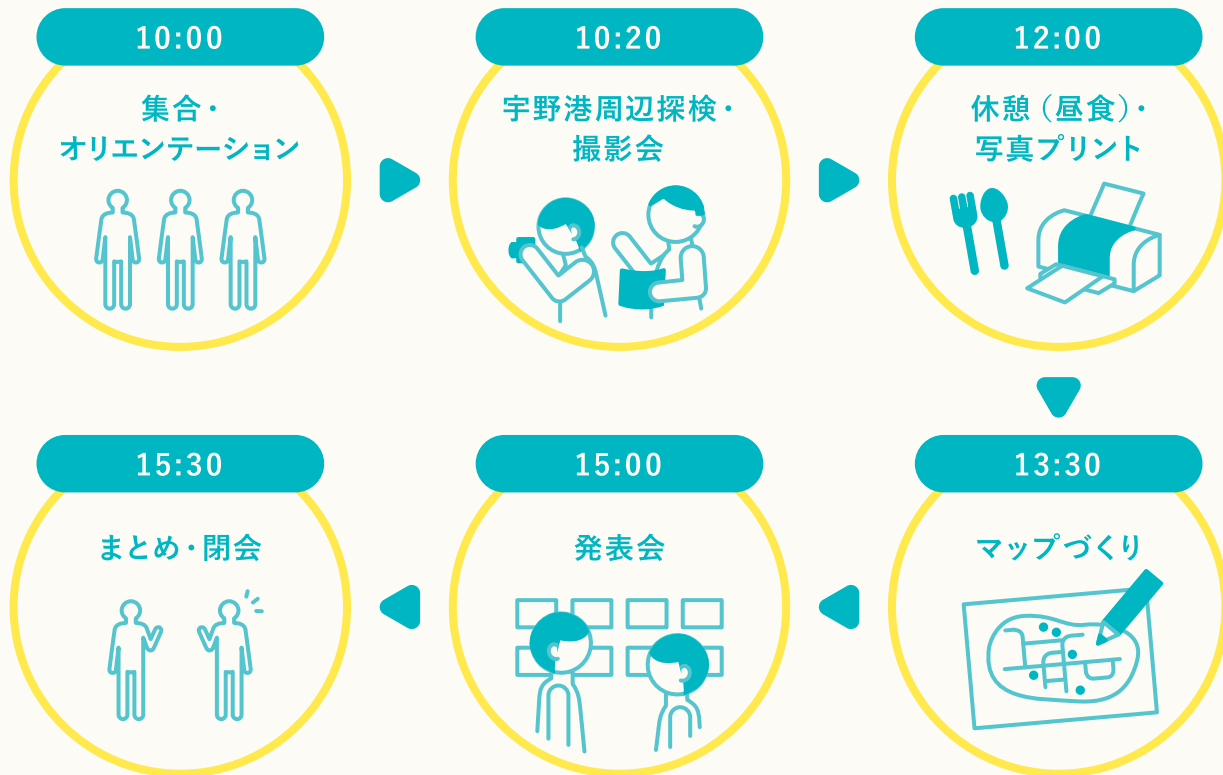 10:00
集合・
オリエンテーション
10:20
宇野港周辺探検・
撮影会
12:00
休憩（昼食）・
写真プリント
13:30
マップづくり
15:00
発表会
15:30
まとめ・閉会